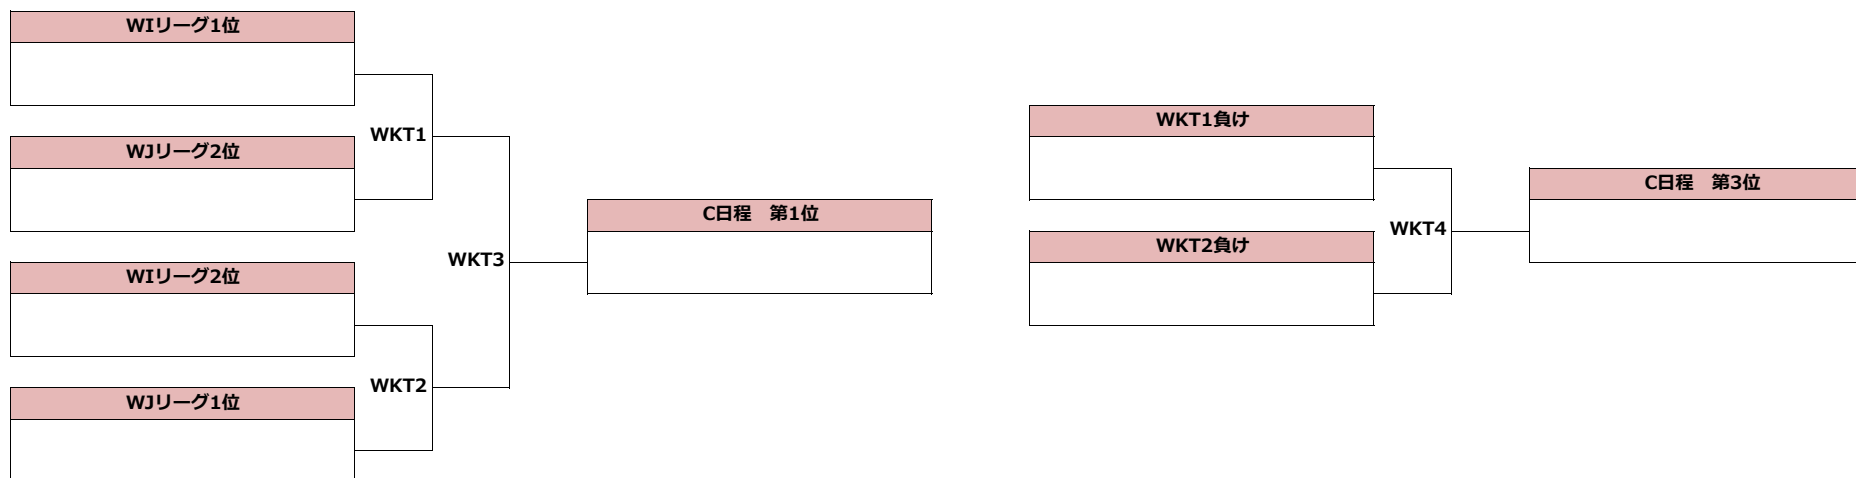 WIリーグ1位
WKT1
WJリーグ2位
WKT3
WIリーグ2位
WKT2
WJリーグ1位
C日程　第1位
WKT1負け
WKT4
WKT2負け
C日程　第3位